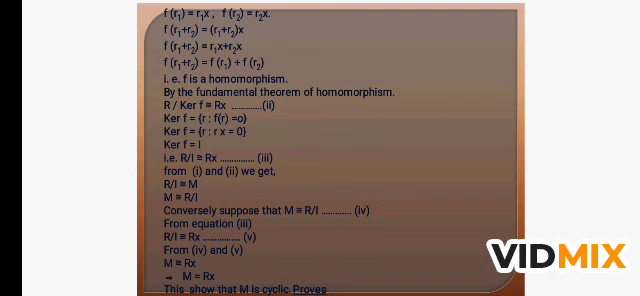 f (r₁) = r₁x , f (r₂) = r₂x.
f (r₁+r₂) = (r₁+r₂)x
f (r₁+r₂) = r₁x+r₂x
f (r₁+r₂) = f (r₁) + f (r₂)
i. e. f is a homomorphism.
By the fundamental theorem of homomorphism.
R / Ker f ≅ Rx .............(ii)
Ker f = {r : f(r) =o}
Ker f = {r : r x = 0}
Ker f = I
i.e. R/I ≅ Rx ............... (iii)
from (i) and (ii) we get,
R/I ≅ M
M ≅ R/I
Conversely suppose that M ≅ R/I ............. (iv)
From equation (iii)
R/I ≅ Rx ................ (v)
From (iv) and (v)
M ≅ Rx
→ M = Rx
This show that M is cyclic. Proves
VIDMIX